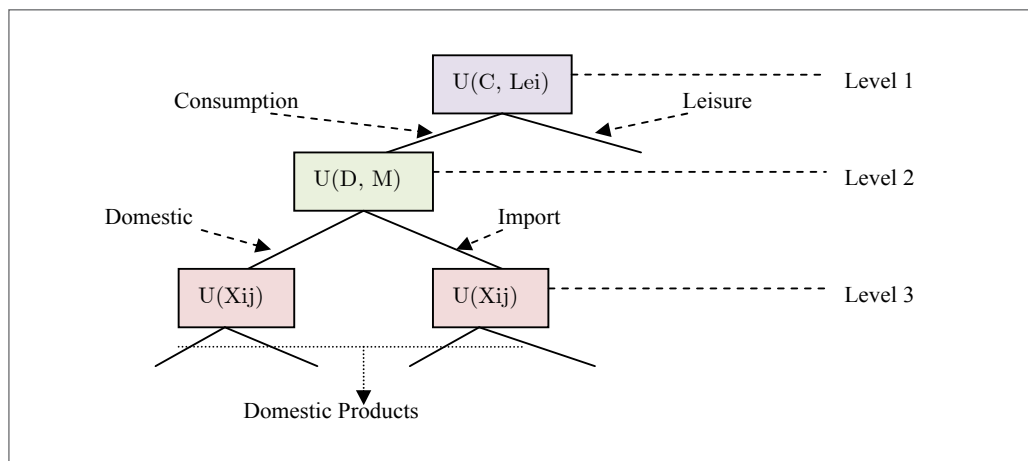 U(C, Lei)
Level 1
Consumption
Leisure
U(D, M)
Level 2
Domestic
Import
U(Xij)
U(Xij)
Level 3
Domestic Products